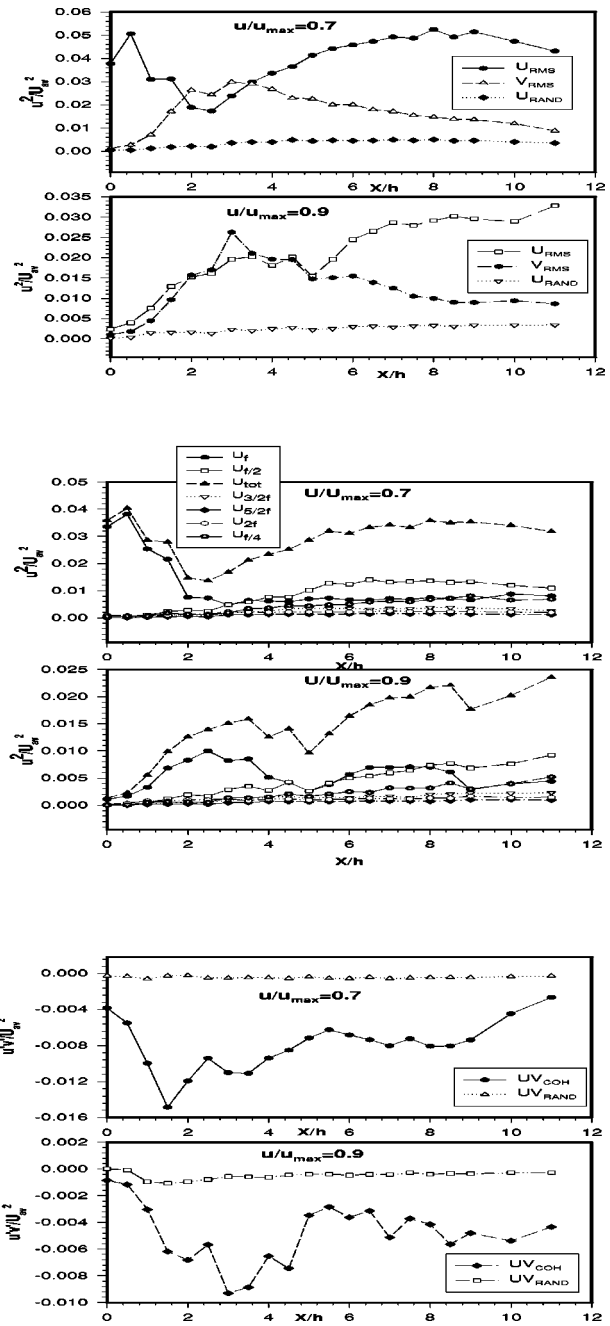 u/u_max=0.7
0.06
0.05
0.04
0.03
0.02
0.01
0.00
u²/U_av²
U_RMS
V_RMS
U_RAND
0 2 4 6 8 10 12
X/h
u/u_max=0.9
0.035
0.030
0.025
0.020
0.015
0.010
0.005
0.000
u²/U_av²
U_RMS
V_RMS
U_RAND
0 2 4 6 8 10 12
X/h
U_f
U_f/2
U_tot
U_3/2f
U_5/2f
U_2f
U_f/4
U/U_max=0.7
0.05
0.04
0.03
0.02
0.01
0.00
u²/U_av²
0 2 4 6 8 10 12
U/U_max=0.9
0.025
0.020
0.015
0.010
0.005
0.000
u²/U_av²
0 2 4 6 8 10 12
X/h
u/u_max=0.7
0.000
-0.004
-0.008
-0.012
-0.016
u'v'/U_av²
UV_COH
UV_RAND
0 2 4 6 8 10 12
X/h
u/u_max=0.9
0.002
0.000
-0.002
-0.004
-0.006
-0.008
-0.010
u'v'/U_av²
UV_COH
UV_RAND
0 2 4 6 8 10 12
X/h